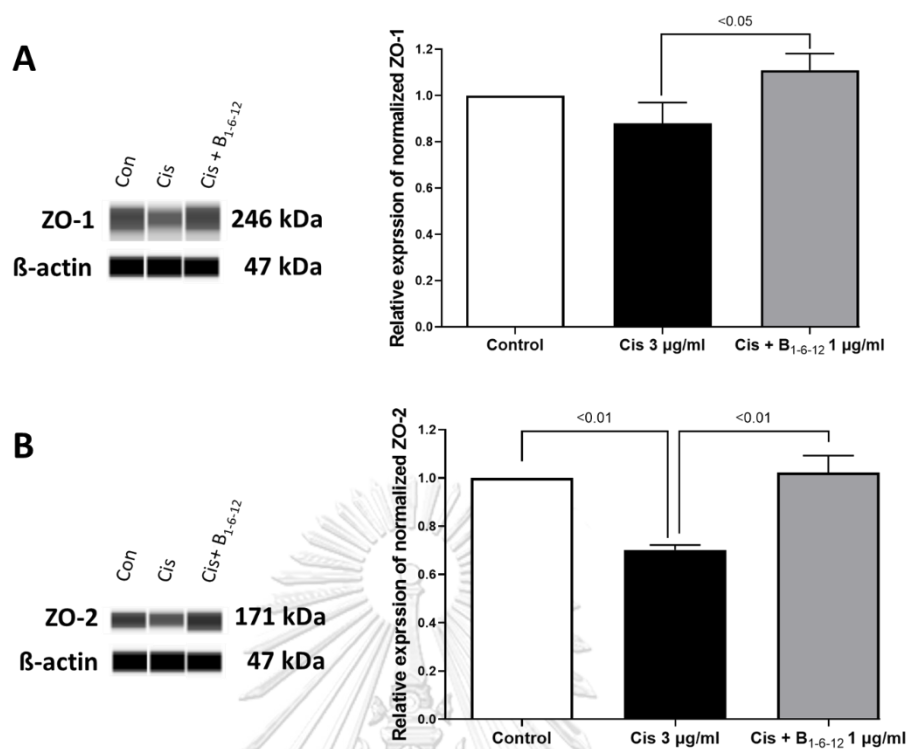 A
Con
Cis
Cis + B₁₋₆₋₁₂
ZO-1
246 kDa
ß-actin
47 kDa
<0.05
Relative exprssion of normalized ZO-1
1.2
1.0
0.8
0.6
0.4
0.2
0.0
Control
Cis 3 µg/ml
Cis + B₁₋₆₋₁₂ 1 µg/ml
B
Con
Cis
Cis+ B₁₋₆₋₁₂
ZO-2
171 kDa
ß-actin
47 kDa
<0.01
<0.01
Relative exprssion of normalized ZO-2
1.2
1.0
0.8
0.6
0.4
0.2
0.0
Control
Cis 3 µg/ml
Cis + B₁₋₆₋₁₂ 1 µg/ml